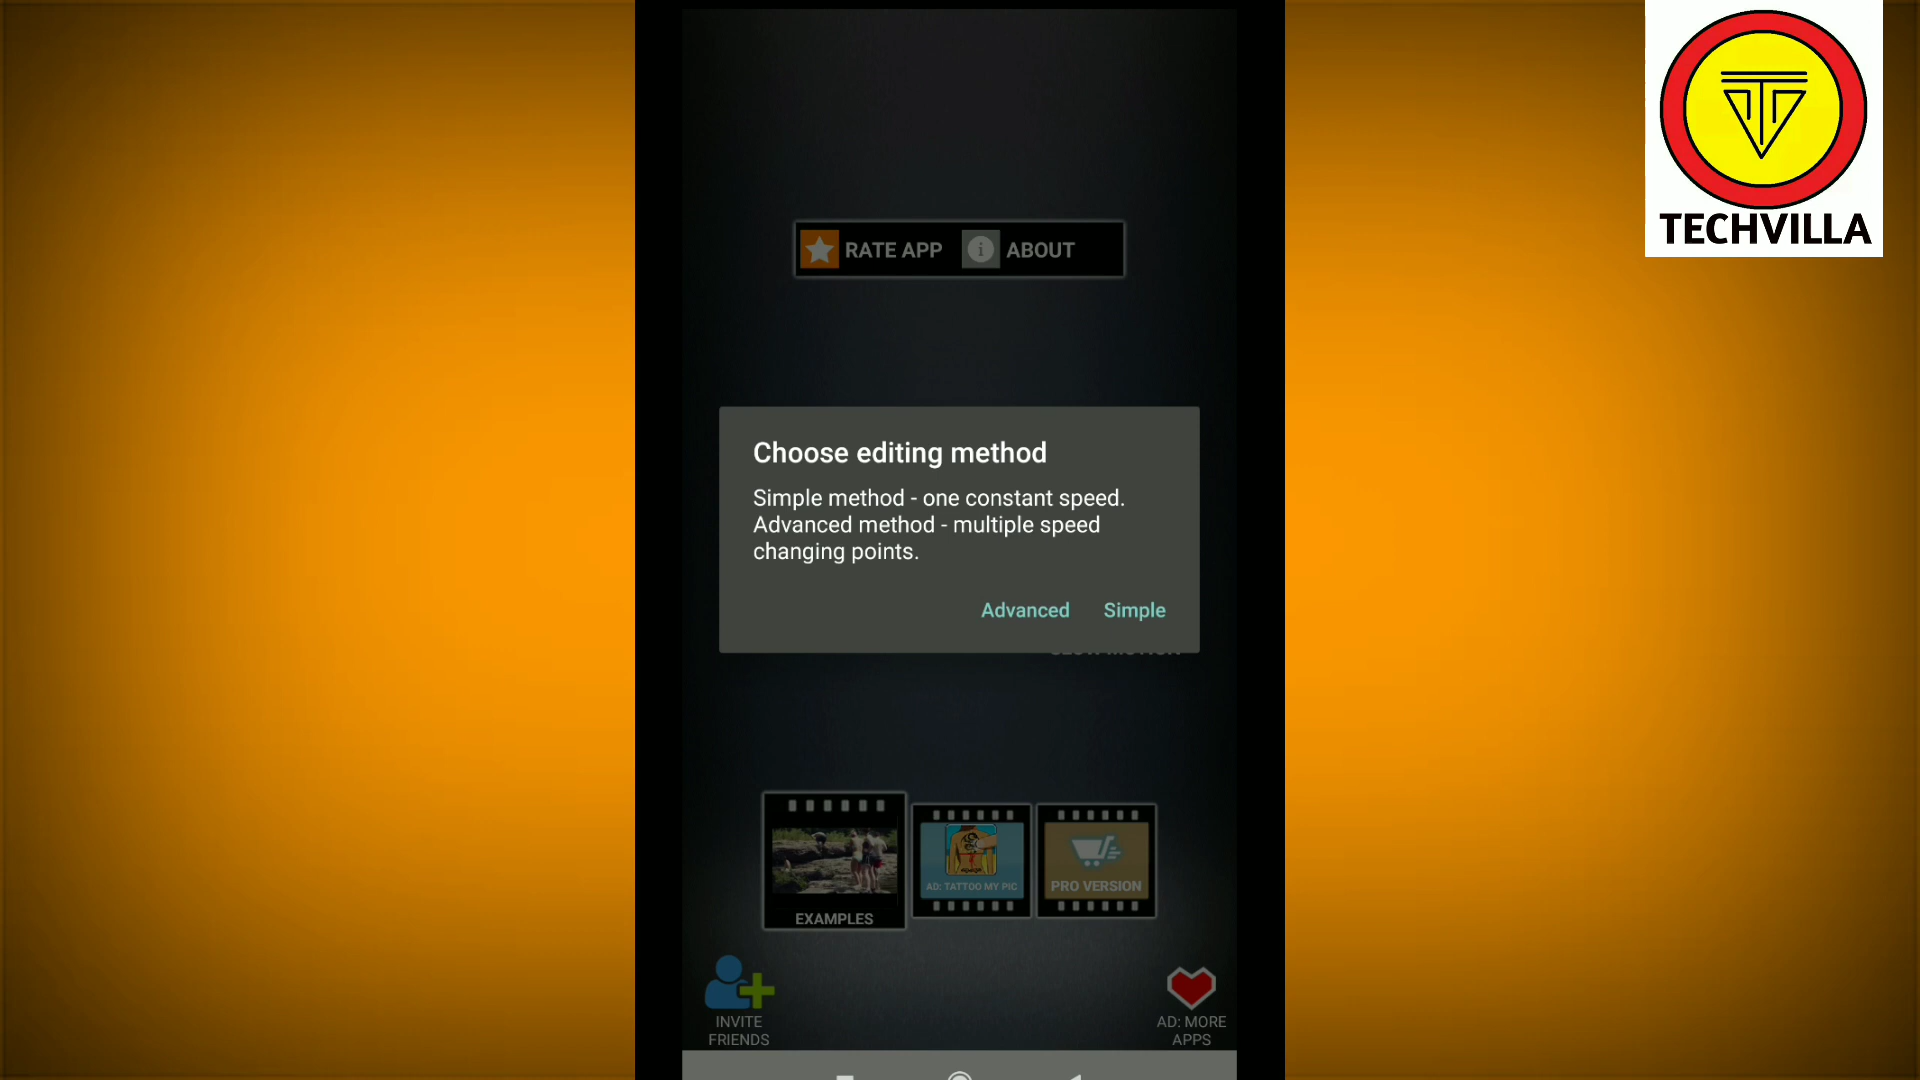 TECHVILLA
RATE APP
ABOUT
Choose editing method
Simple method - one constant speed.
Advanced method - multiple speed
changing points.
Advanced
Simple
EXAMPLES
AD: TATTOO MY PIC
PRO VERSION
INVITE
FRIENDS
AD: MORE
APPS